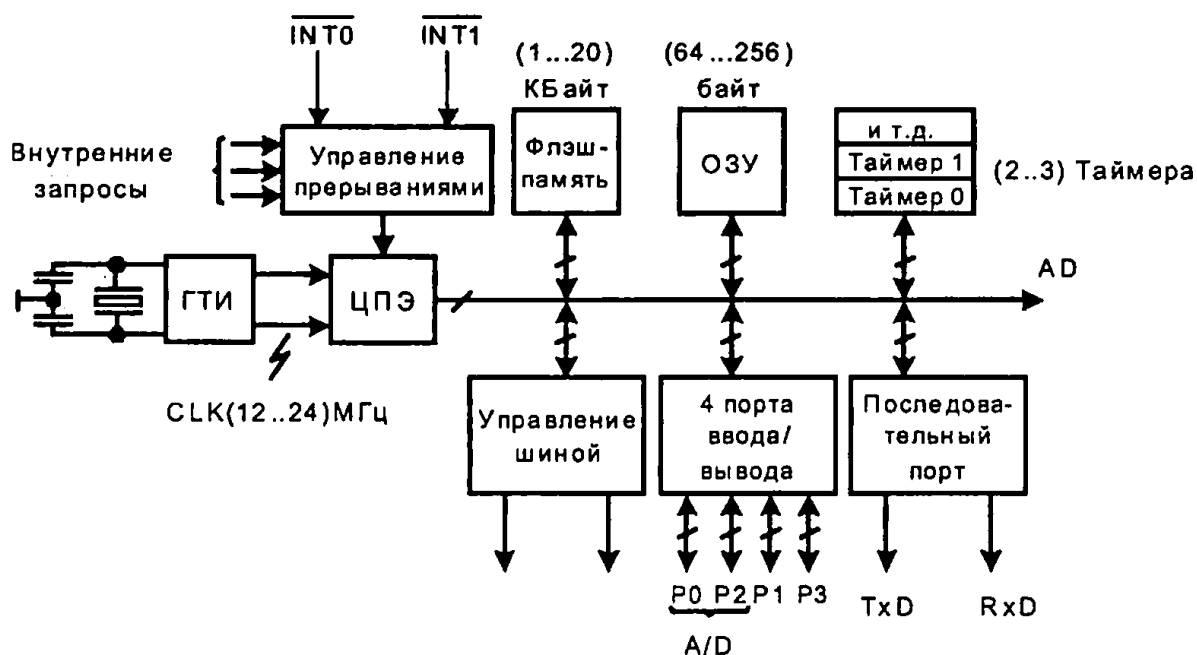 INT0
INT1
(1...20)
КБайт
(64...256)
байт
Внутренние
запросы
Управление
прерываниями
Флэш-
память
ОЗУ
и т.д.
Таймер 1
Таймер 0
(2..3) Таймера
ГТИ
ЦПЭ
AD
CLK(12..24)МГц
Управление
шиной
4 порта
ввода/
вывода
Последова-
тельный
порт
P0 P2 P1 P3
A/D
TxD
RxD